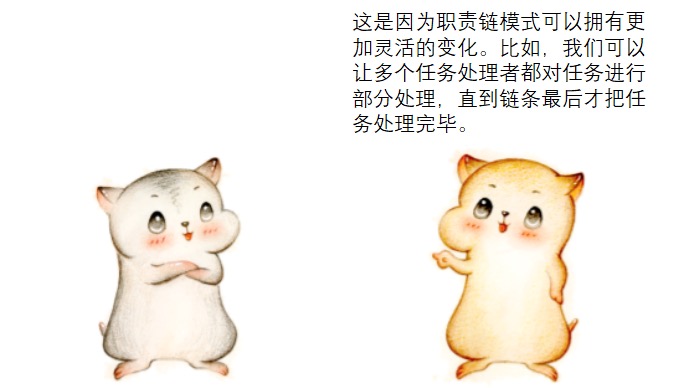 这是因为职责链模式可以拥有更
加灵活的变化。比如，我们可以
让多个任务处理者都对任务进行
部分处理，直到链条最后才把任
务处理完毕。